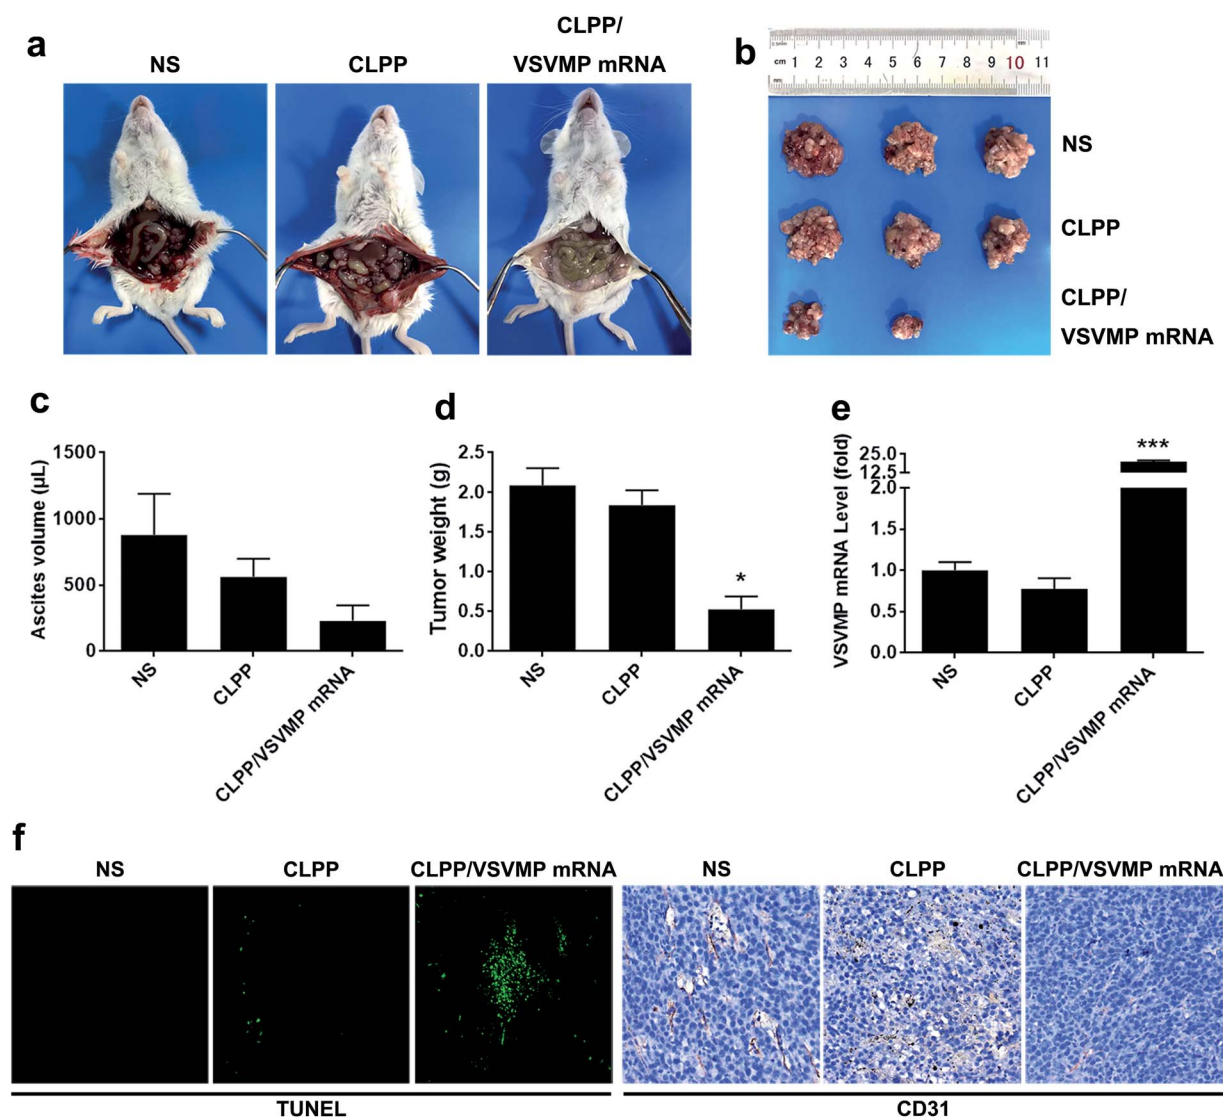 a
NS
CLPP
CLPP/
VSVMP mRNA
b
cm 1 2 3 4 5 6 7 8 9 10 11
NS
CLPP
CLPP/
VSVMP mRNA
c
Ascites volume (µL)
1500
1000
500
0
NS
CLPP
CLPP/VSVMP mRNA
d
Tumor weight (g)
2.5
2.0
1.5
1.0
0.5
0.0
*
NS
CLPP
CLPP/VSVMP mRNA
e
VSVMP mRNA Level (fold)
25.0
12.5
2.0
1.5
1.0
0.5
0.0
***
NS
CLPP
CLPP/VSVMP mRNA
f
NS
CLPP
CLPP/VSVMP mRNA
NS
CLPP
CLPP/VSVMP mRNA
TUNEL
CD31